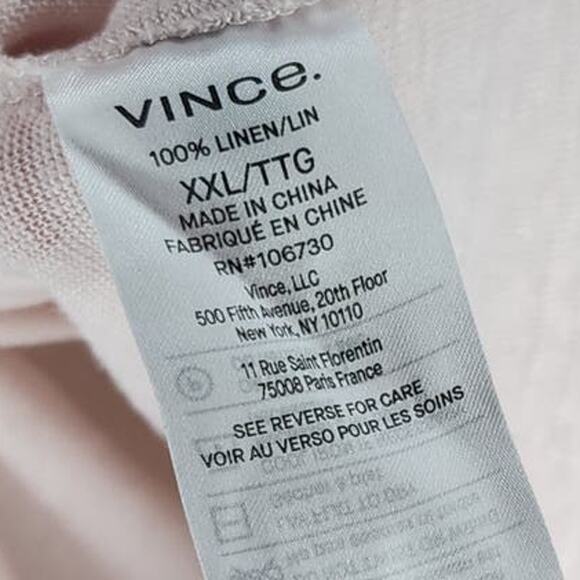 VINCe.
100% LINEN/LIN
XXL/TTG
MADE IN CHINA
FABRIQUÉ EN CHINE
RN#106730
Vince, LLC
500 Fifth Avenue, 20th Floor
New York, NY 10110
11 Rue Saint Florentin
75008 Paris France
SEE REVERSE FOR CARE
VOIR AU VERSO POUR LES SOINS